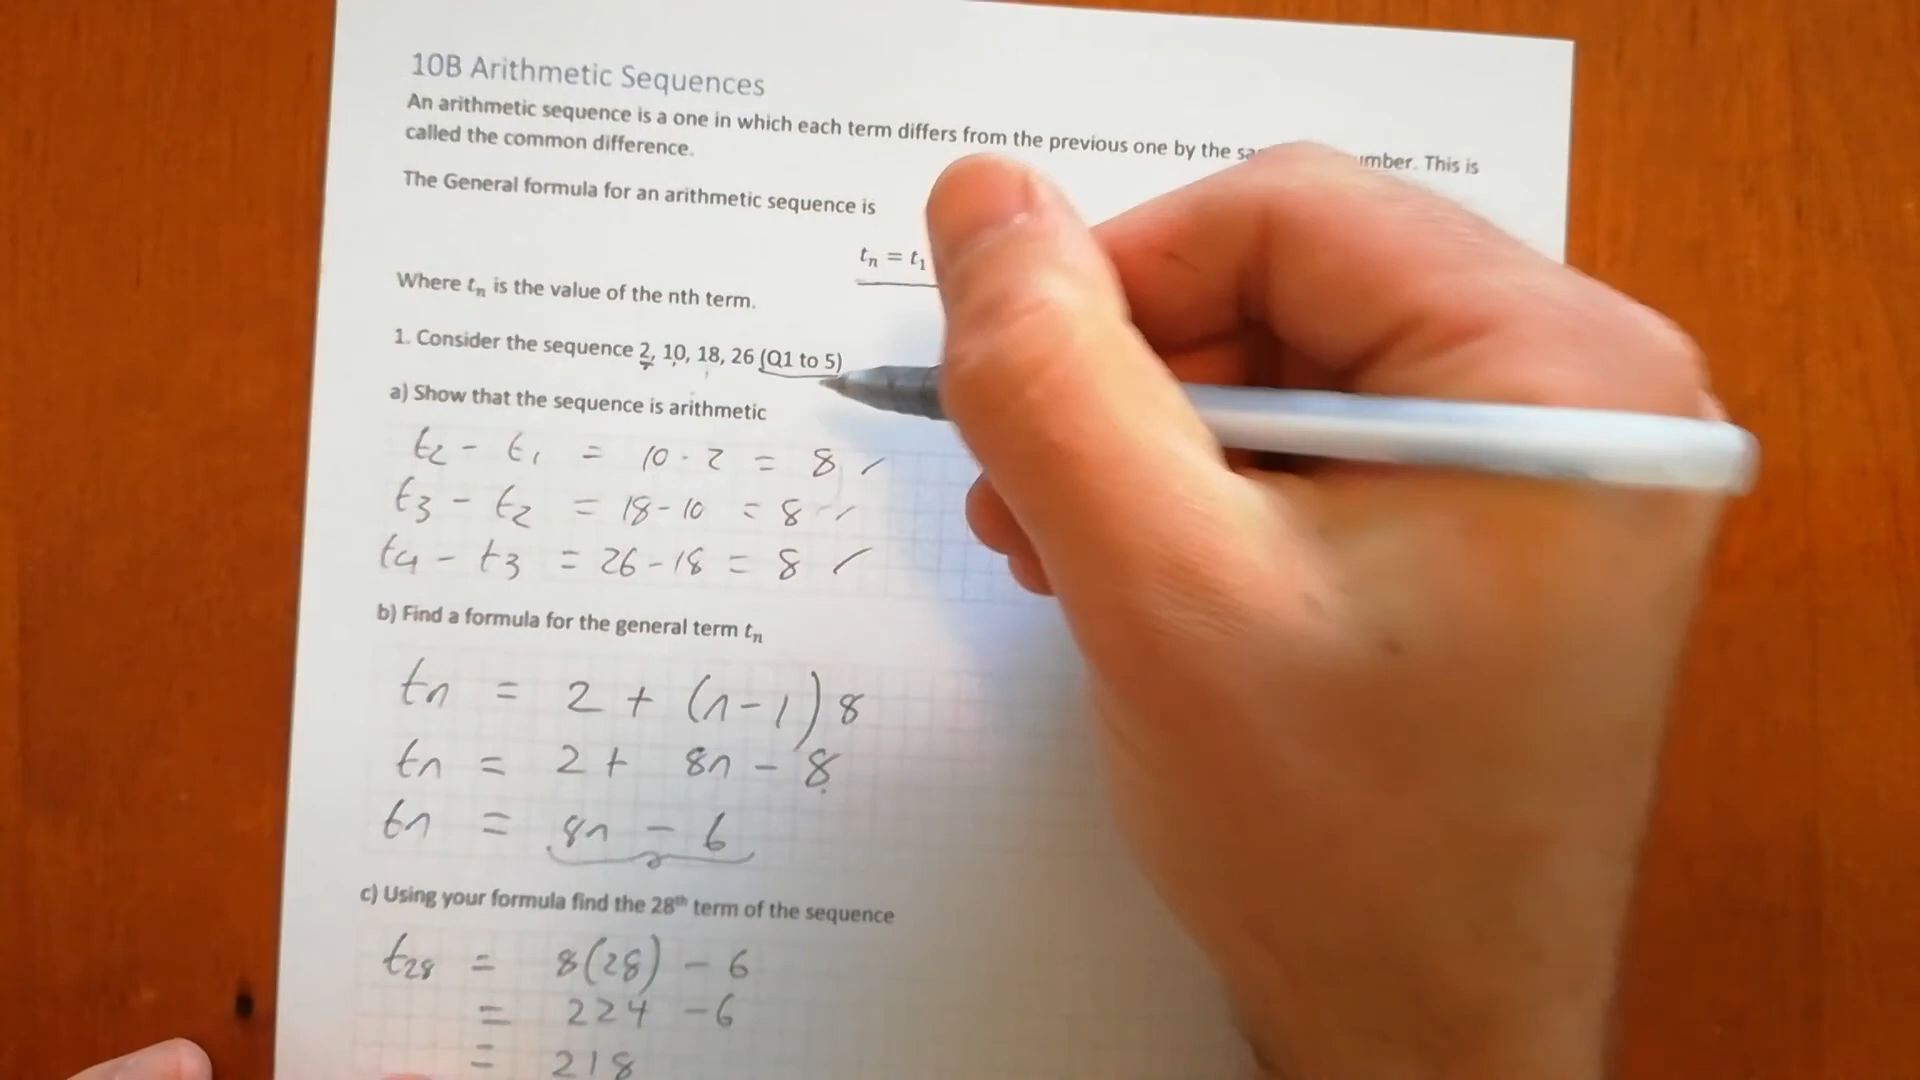 10B Arithmetic Sequences
An arithmetic sequence is a one in which each term differs from the previous one by the This is
called the common difference.
The General formula for an arithmetic sequence is
tₙ = t₁
Where tₙ is the value of the nth term.
1. Consider the sequence 2, 10, 18, 26 (Q1 to 5)
a) Show that the sequence is arithmetic
t₂ - t₁ = 10 - 2 = 8 ✓
t₃ - t₂ = 18 - 10 = 8 ✓
t₄ - t₃ = 26 - 18 = 8 ✓
b) Find a formula for the general term tₙ
tₙ = 2 + (n-1)8
tₙ = 2 + 8n - 8
tₙ = 8n - 6
c) Using your formula find the 28ᵗʰ term of the sequence
t₂₈ = 8(28) - 6
= 224 - 6
= 218